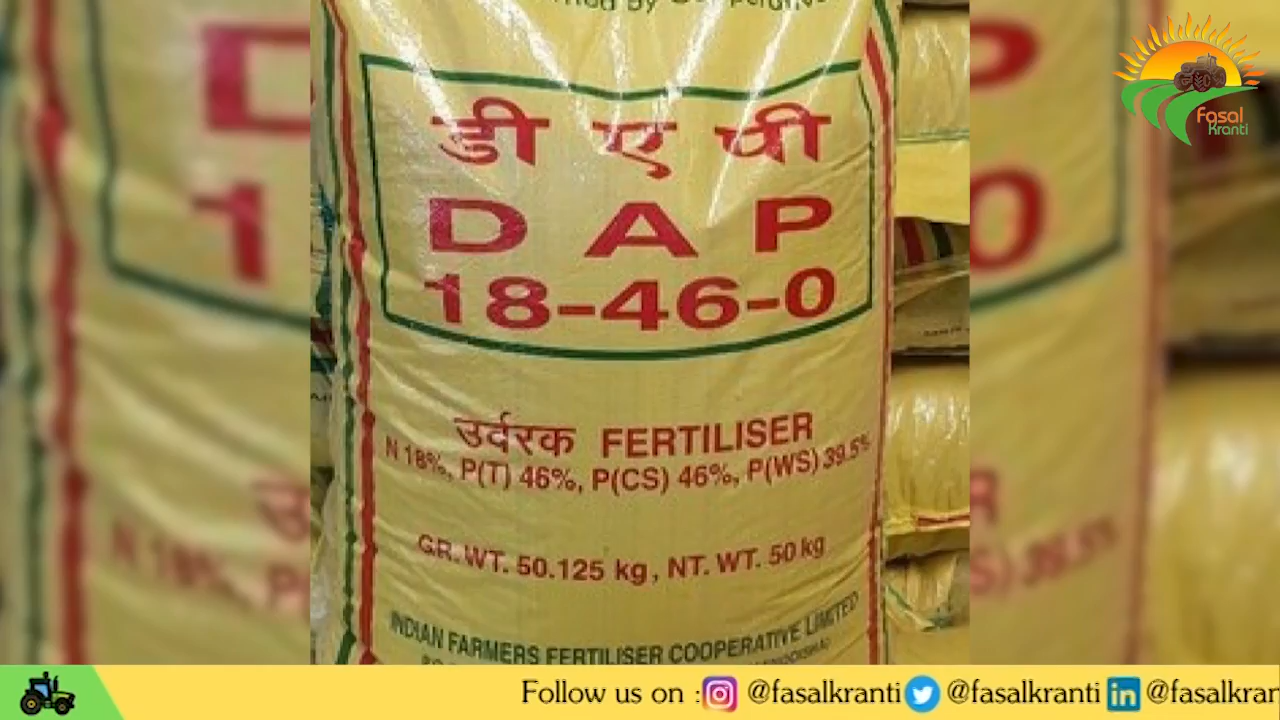 डी ए पी
D A P
18-46-0
उर्वरक FERTILISER
N 18%, P(T) 46%, P(CS) 46%, P(WS) 39.5%
GR. WT. 50.125 kg, NT. WT. 50 kg
INDIAN FARMERS FERTILISER COOPERATIVE LIMITED
Fasal
Kranti
Follow us on : @fasalkranti @fasalkranti @fasalkran